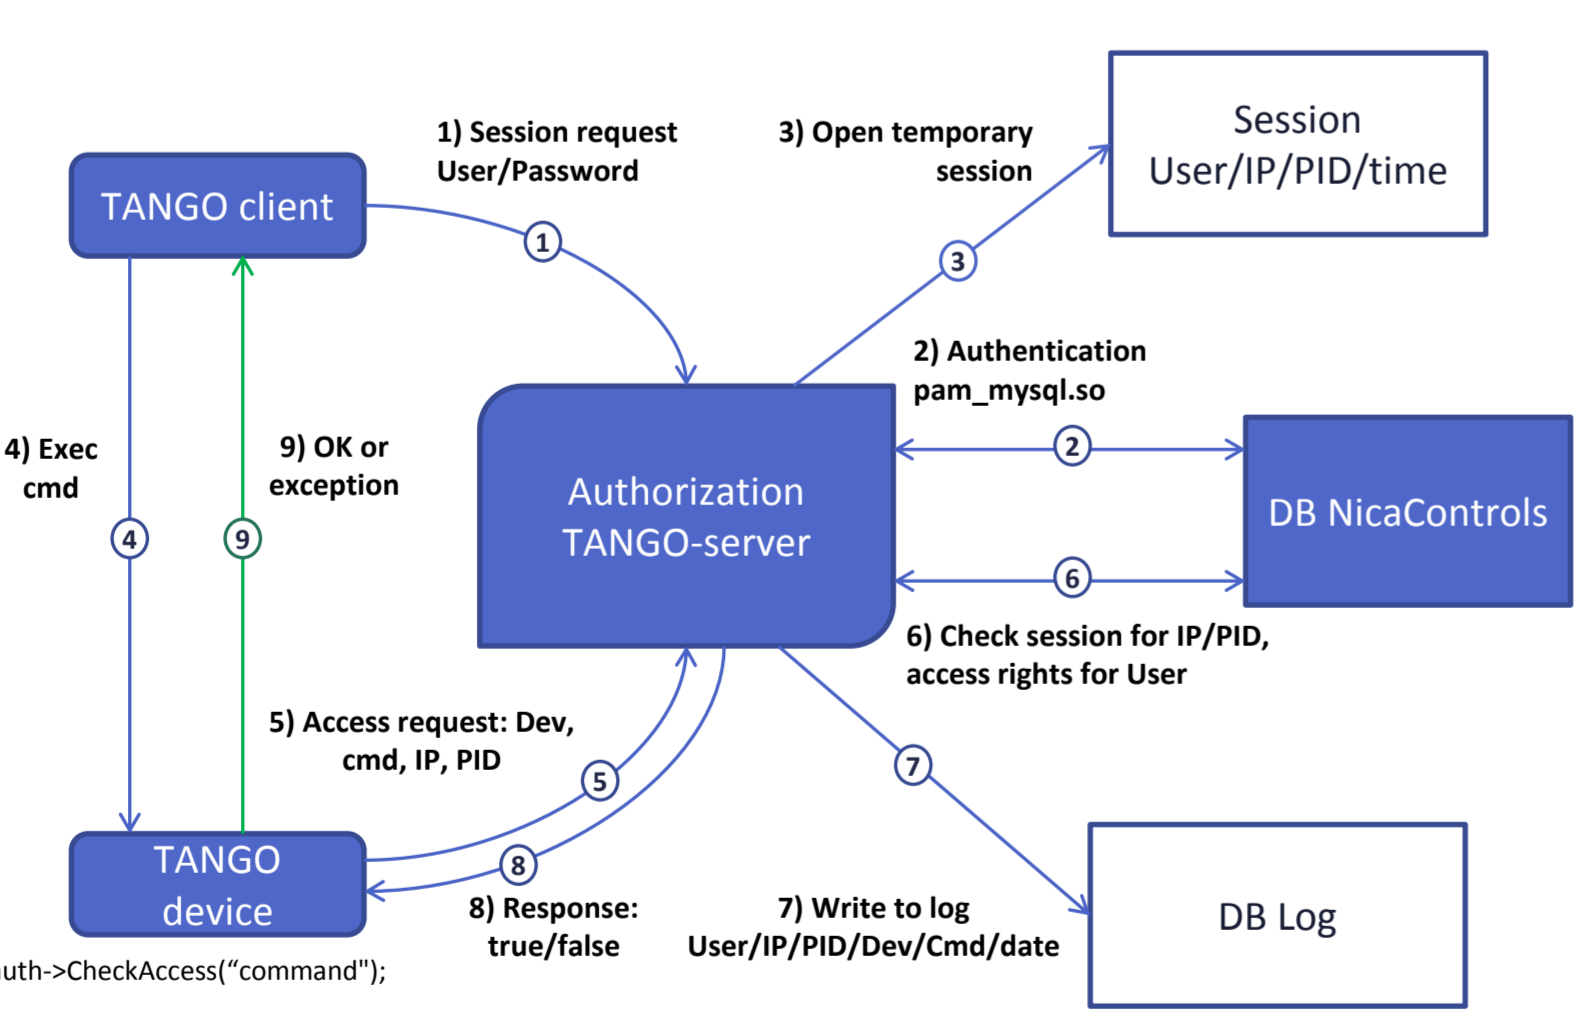 1) Session request
User/Password
3) Open temporary
session
Session
User/IP/PID/time
TANGO client
1
3
2) Authentication
pam_mysql.so
4) Exec
cmd
9) OK or
exception
2
Authorization
TANGO-server
DB NicaControls
4
9
6
6) Check session for IP/PID,
access rights for User
5) Access request: Dev,
cmd, IP, PID
5
7
TANGO
device
8
8) Response:
true/false
7) Write to log
User/IP/PID/Dev/Cmd/date
DB Log
->CheckAccess(“command");